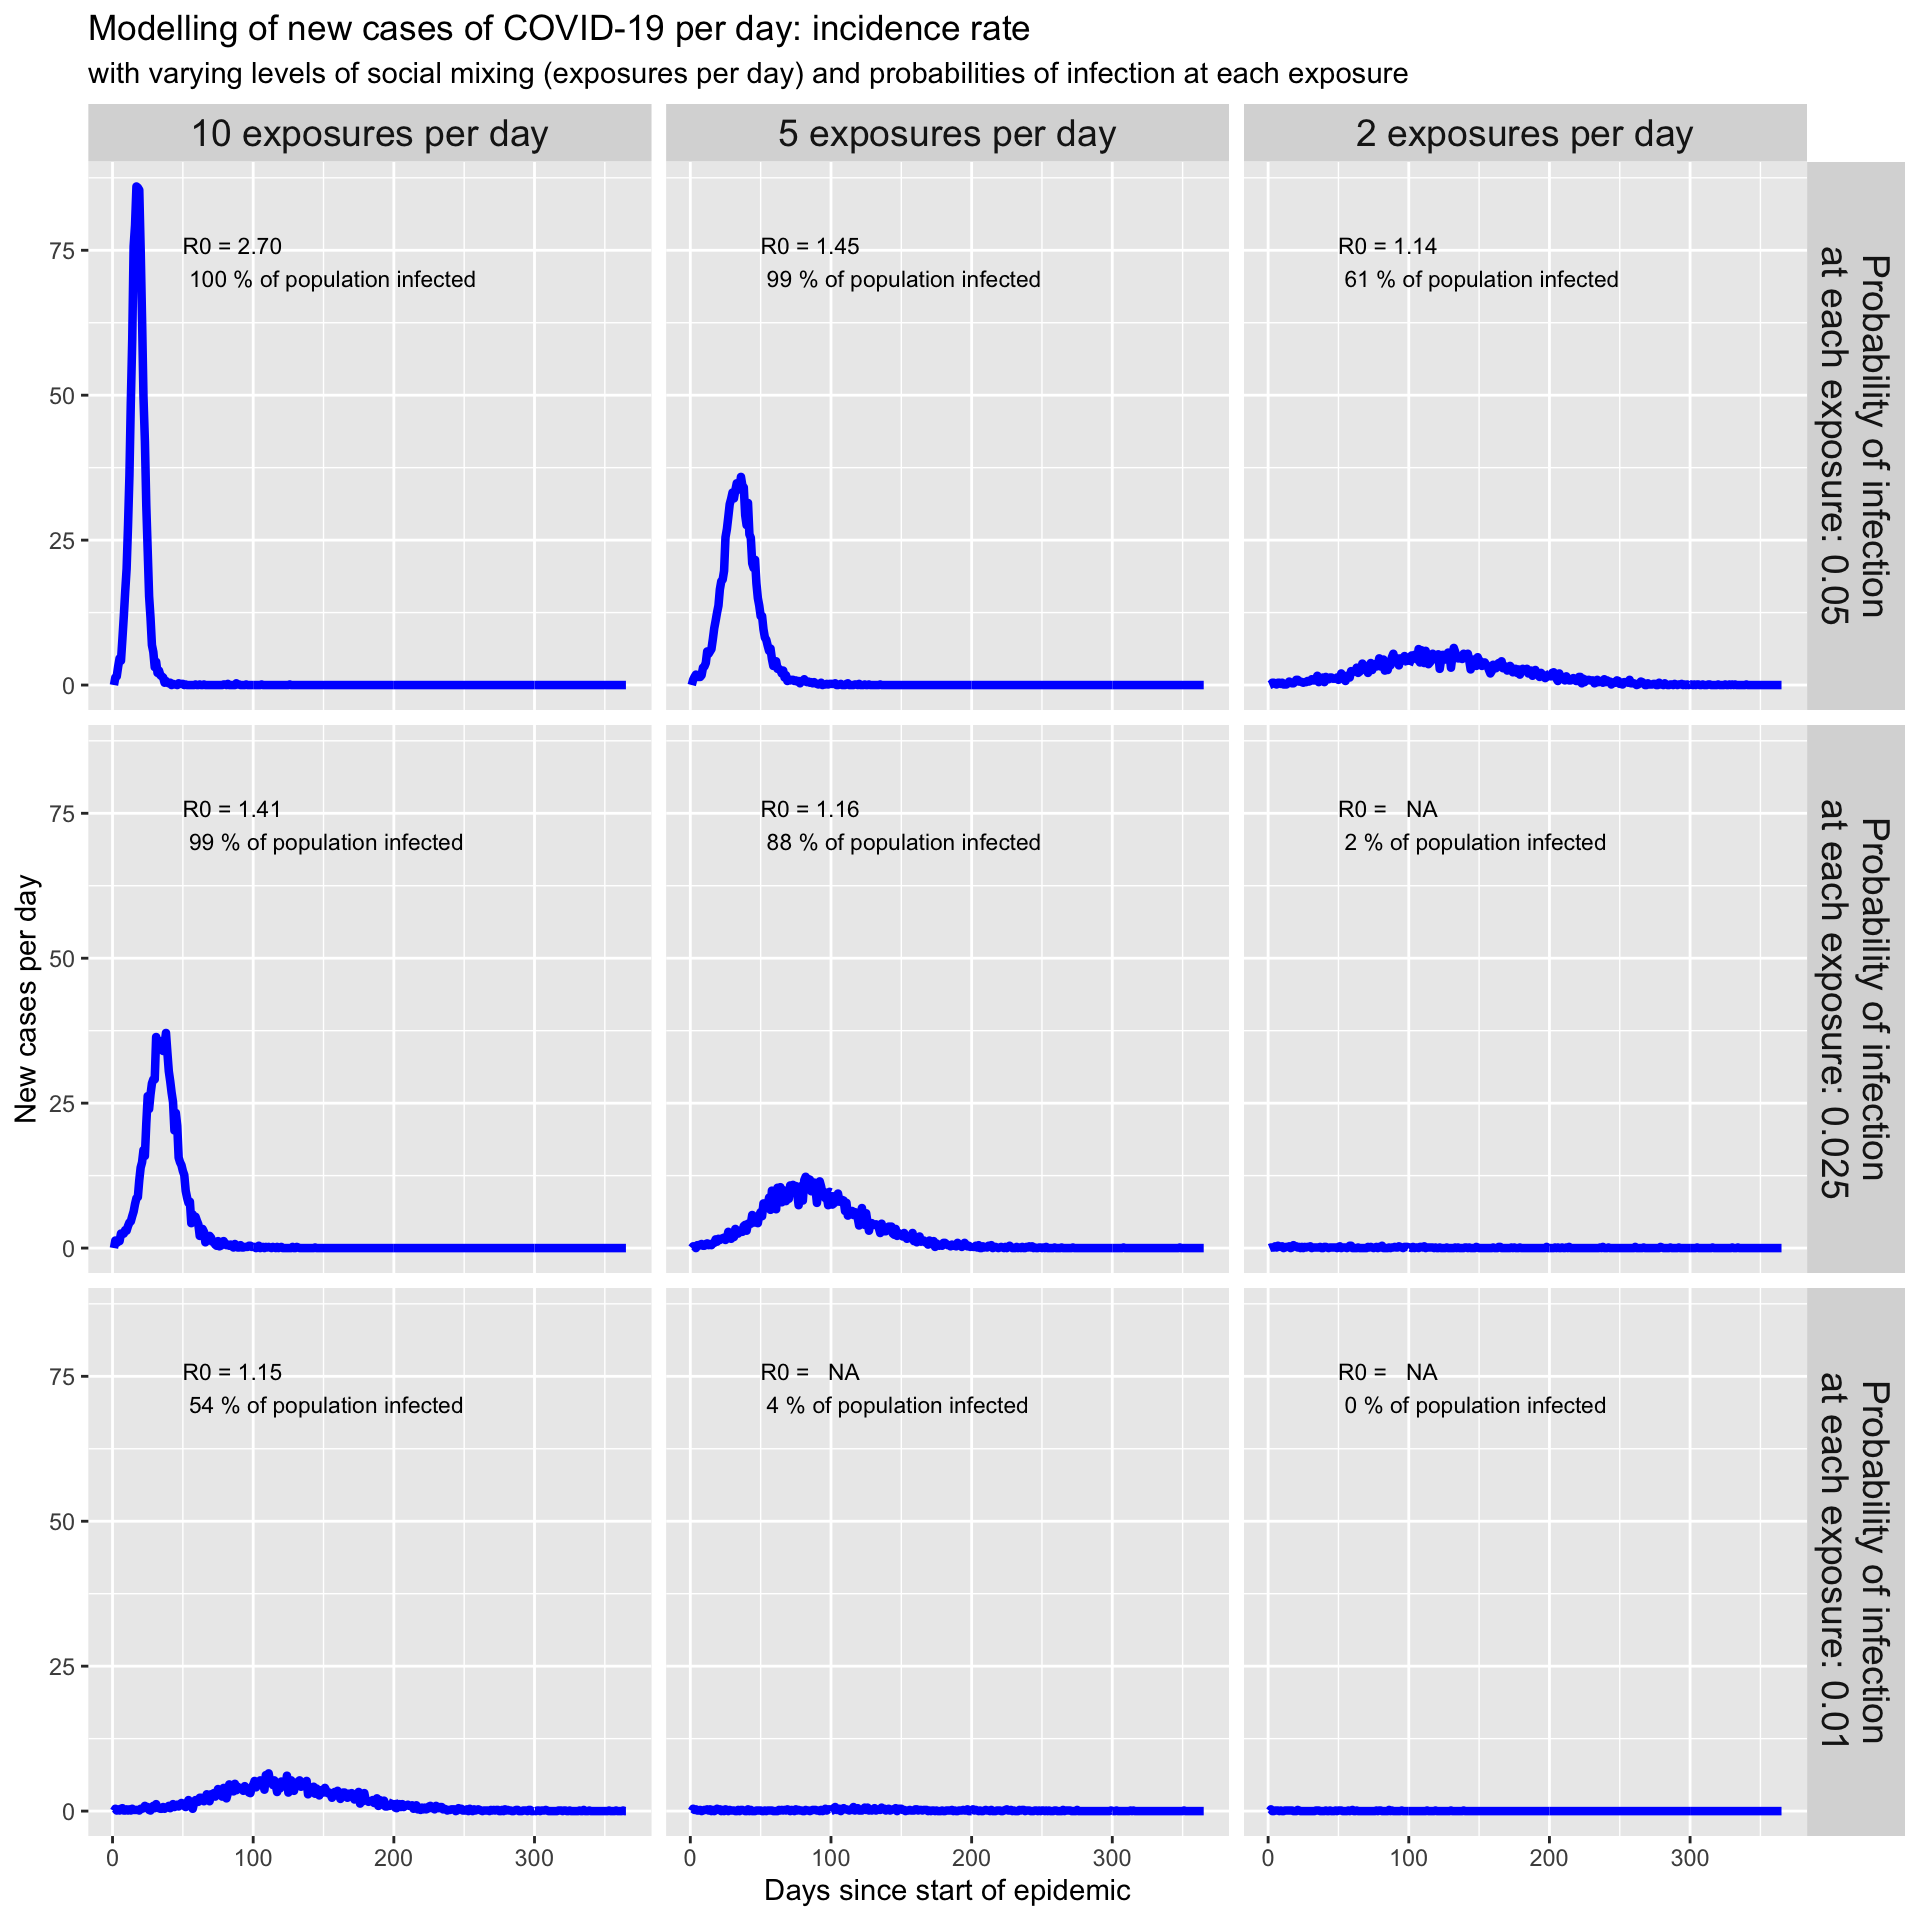 Modelling of new cases of COVID-19 per day: incidence rate
with varying levels of social mixing (exposures per day) and probabilities of infection at each exposure
10 exposures per day
5 exposures per day
2 exposures per day
75
50
25
0
R0 = 2.70
100 % of population infected
R0 = 1.45
99 % of population infected
R0 = 1.14
61 % of population infected
Probability of infection
at each exposure: 0.05
New cases per day
75
50
25
0
R0 = 1.41
99 % of population infected
R0 = 1.16
88 % of population infected
R0 =   NA
2 % of population infected
Probability of infection
at each exposure: 0.025
75
50
25
0
R0 = 1.15
54 % of population infected
R0 =   NA
4 % of population infected
R0 =   NA
0 % of population infected
Probability of infection
at each exposure: 0.01
0 100 200 300
0 100 200 300
0 100 200 300
Days since start of epidemic